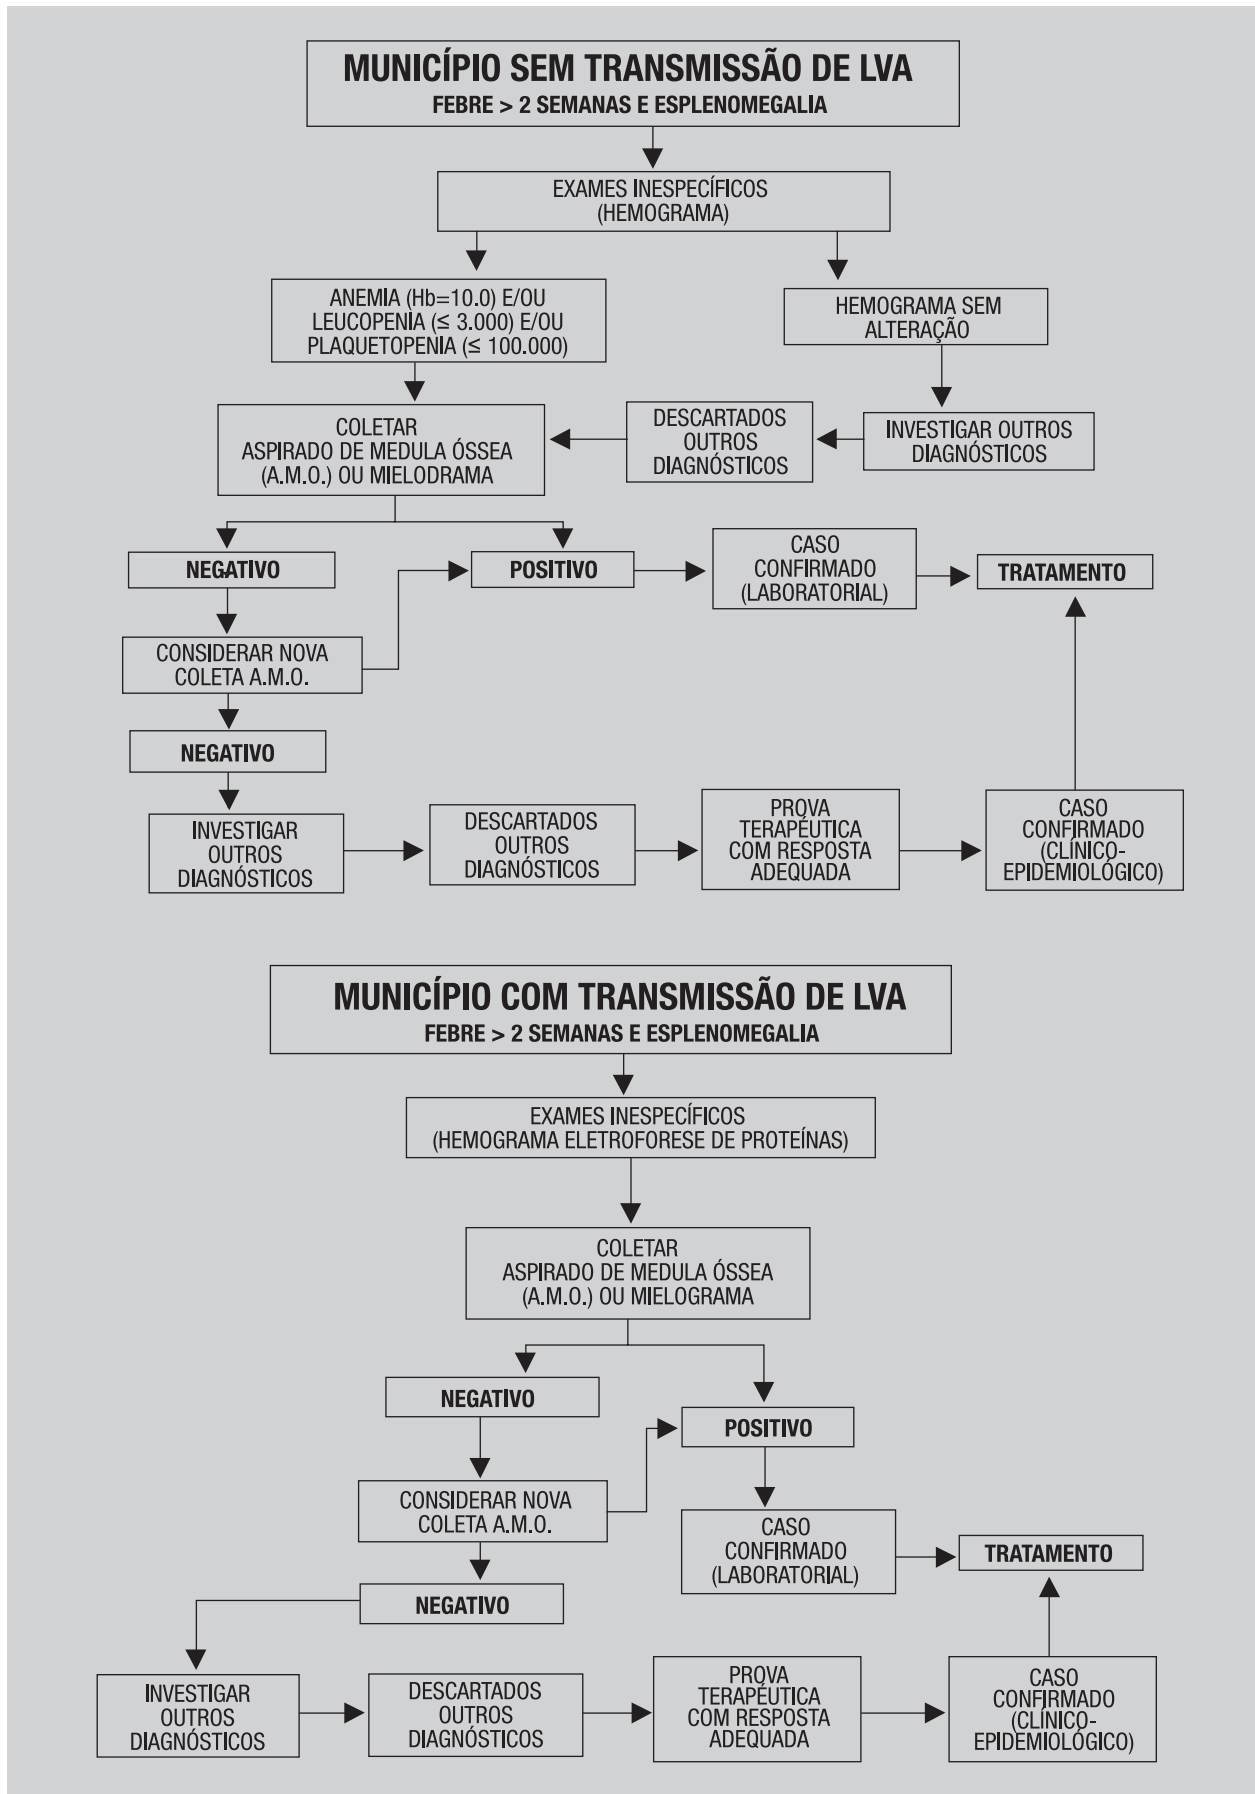 MUNICÍPIO SEM TRANSMISSÃO DE LVA
FEBRE > 2 SEMANAS E ESPLENOMEGALIA
EXAMES INESPECÍFICOS
(HEMOGRAMA)
ANEMIA (Hb=10.0) E/OU
LEUCOPENIA (≤ 3.000) E/OU
PLAQUETOPENIA (≤ 100.000)
HEMOGRAMA SEM
ALTERAÇÃO
COLETAR
ASPIRADO DE MEDULA ÓSSEA
(A.M.O.) OU MIELODRAMA
DESCARTADOS
OUTROS
DIAGNÓSTICOS
INVESTIGAR OUTROS
DIAGNÓSTICOS
NEGATIVO
POSITIVO
CASO
CONFIRMADO
(LABORATORIAL)
TRATAMENTO
CONSIDERAR NOVA
COLETA A.M.O.
NEGATIVO
INVESTIGAR
OUTROS
DIAGNÓSTICOS
DESCARTADOS
OUTROS
DIAGNÓSTICOS
PROVA
TERAPÉUTICA
COM RESPOSTA
ADEQUADA
CASO
CONFIRMADO
(CLÍNICO-
EPIDEMIOLÓGICO)
MUNICÍPIO COM TRANSMISSÃO DE LVA
FEBRE > 2 SEMANAS E ESPLENOMEGALIA
EXAMES INESPECÍFICOS
(HEMOGRAMA ELETROFORESE DE PROTEÍNAS)
COLETAR
ASPIRADO DE MEDULA ÓSSEA
(A.M.O.) OU MIELOGRAMA
NEGATIVO
POSITIVO
CONSIDERAR NOVA
COLETA A.M.O.
CASO
CONFIRMADO
(LABORATORIAL)
TRATAMENTO
NEGATIVO
INVESTIGAR
OUTROS
DIAGNÓSTICOS
DESCARTADOS
OUTROS
DIAGNÓSTICOS
PROVA
TERAPÉUTICA
COM RESPOSTA
ADEQUADA
CASO
CONFIRMADO
(CLÍNICO-
EPIDEMIOLÓGICO)